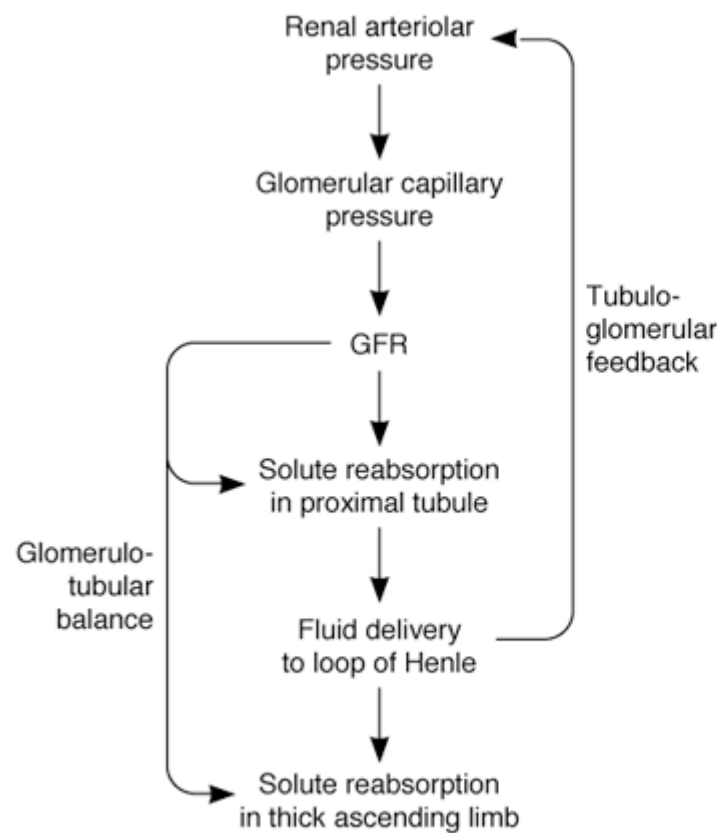 Renal arteriolar
pressure
Glomerular capillary
pressure
Tubulo-
glomerular
feedback
GFR
Solute reabsorption
in proximal tubule
Glomerulo-
tubular
balance
Fluid delivery
to loop of Henle
Solute reabsorption
in thick ascending limb